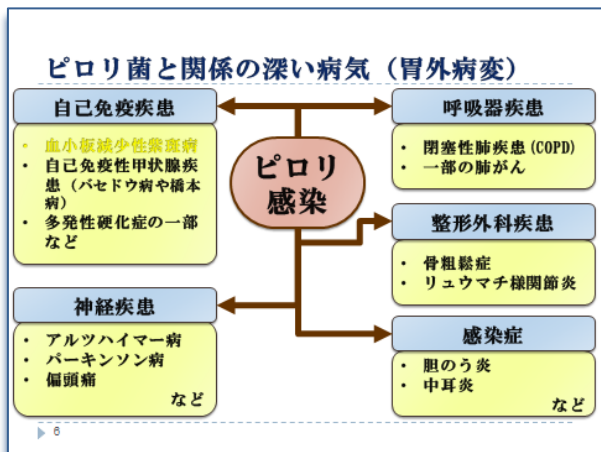 ピロリ菌と関係の深い病気（胃外病変）
自己免疫疾患
・ 血小板減少性紫斑病
・ 自己免疫性甲状腺疾
患（バセドウ病や橋本
病）
・ 多発性硬化症の一部
など
神経疾患
・ アルツハイマー病
・ パーキンソン病
・ 偏頭痛
など
ピロリ
感染
呼吸器疾患
・ 閉塞性肺疾患(COPD)
・ 一部の肺がん
整形外科疾患
・ 骨粗鬆症
・ リュウマチ様関節炎
感染症
・ 胆のう炎
・ 中耳炎
など
6